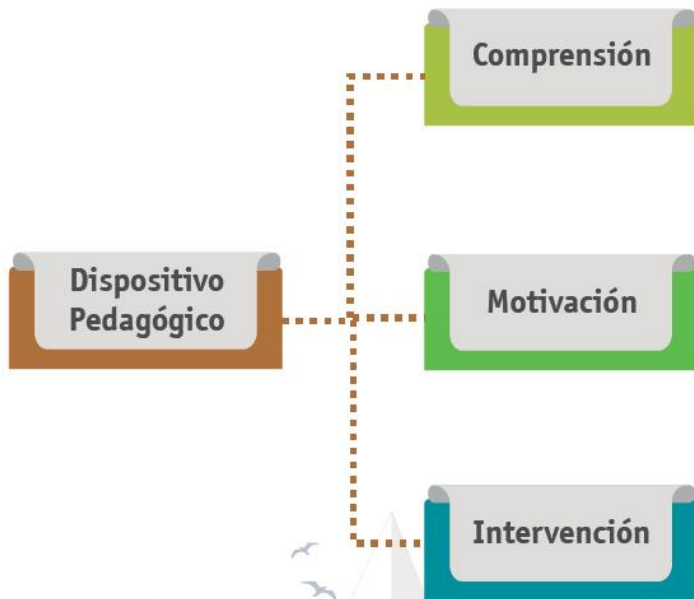 Comprensión
Dispositivo
Pedagógico
Motivación
Intervención